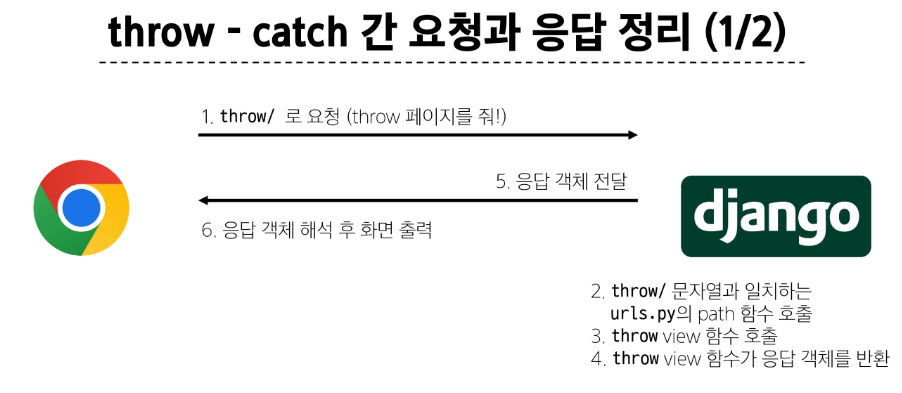 throw - catch 간 요청과 응답 정리 (1/2)
1. throw/ 로 요청 (throw 페이지를 줘!)
5. 응답 객체 전달
6. 응답 객체 해석 후 화면 출력
django
2. throw/ 문자열과 일치하는
urls.py의 path 함수 호출
3. throw view 함수 호출
4. throw view 함수가 응답 객체를 반환